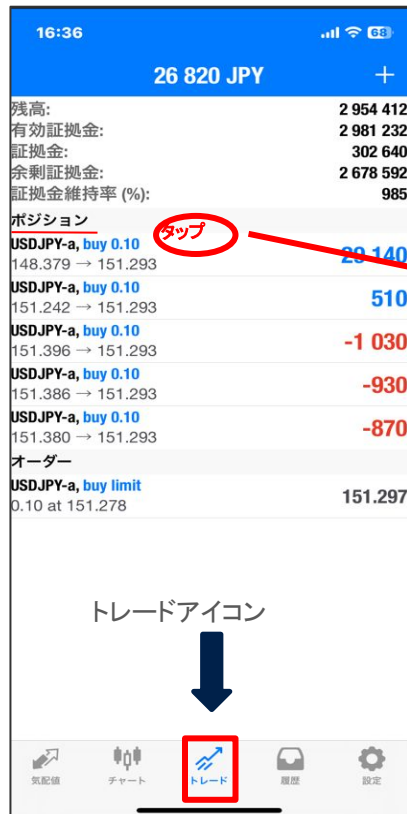 16:36 68
26 820 JPY +
残高: 2 954 412
有効証拠金: 2 981 232
証拠金: 302 640
余剰証拠金: 2 678 592
証拠金維持率 (%): 985
ポジション
タップ
USDJPY-a, buy 0.10
148.379 → 151.293 29 140
USDJPY-a, buy 0.10
151.242 → 151.293 510
USDJPY-a, buy 0.10
151.396 → 151.293 -1 030
USDJPY-a, buy 0.10
151.386 → 151.293 -930
USDJPY-a, buy 0.10
151.380 → 151.293 -870
オーダー
USDJPY-a, buy limit
0.10 at 151.278 151.297
トレードアイコン
気配値 チャート トレード 履歴 設定